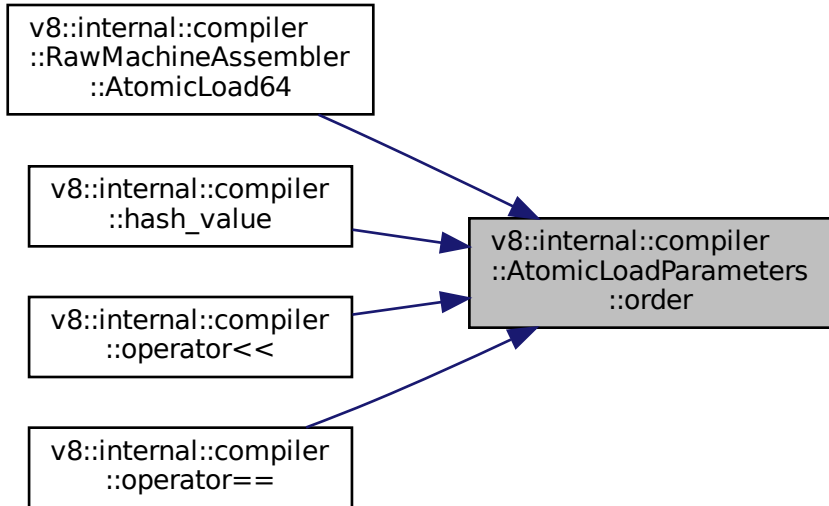 v8::internal::compiler
::RawMachineAssembler
::AtomicLoad64
v8::internal::compiler
::hash_value
v8::internal::compiler
::AtomicLoadParameters
::order
v8::internal::compiler
::operator<<
v8::internal::compiler
::operator==